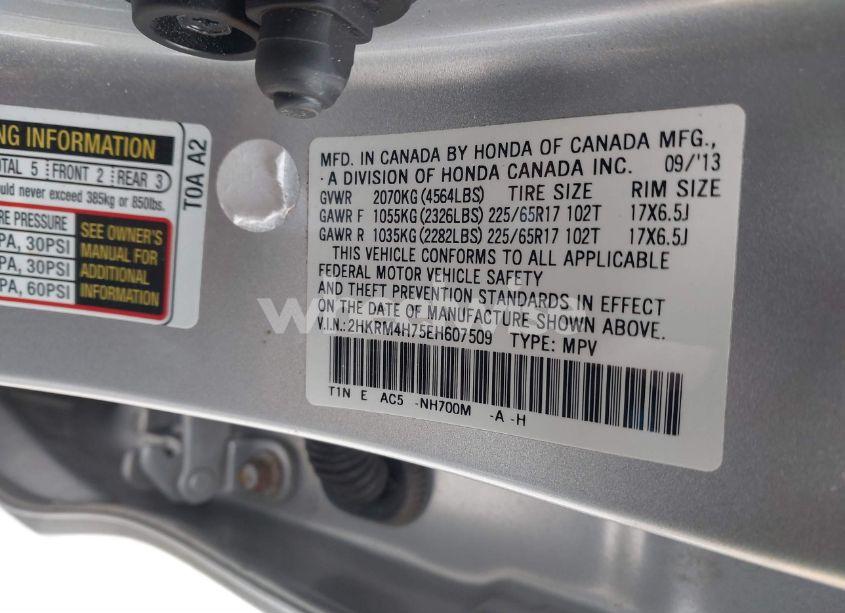 NG INFORMATION
OTAL 5 FRONT 2 REAR 3
ould never exceed 385kg or 850lbs.
RE PRESSURE
PA, 30PSI
PA, 30PSI
PA, 60PSI
SEE OWNER'S
MANUAL FOR
ADDITIONAL
INFORMATION
T0A A2
MFD. IN CANADA BY HONDA OF CANADA MFG.,
A DIVISION OF HONDA CANADA INC. 09/'13
GVWR 2070KG(4564LBS) TIRE SIZE RIM SIZE
GAWR F 1055KG(2326LBS) 225/65R17 102T 17X6.5J
GAWR R 1035KG(2282LBS) 225/65R17 102T 17X6.5J
THIS VEHICLE CONFORMS TO ALL APPLICABLE
FEDERAL MOTOR VEHICLE SAFETY
AND THEFT PREVENTION STANDARDS IN EFFECT
ON THE DATE OF MANUFACTURE SHOWN ABOVE.
V.I.N.: 2HKRM4H75EH607509 TYPE: MPV
T1N E AC5 -NH700M -A -H